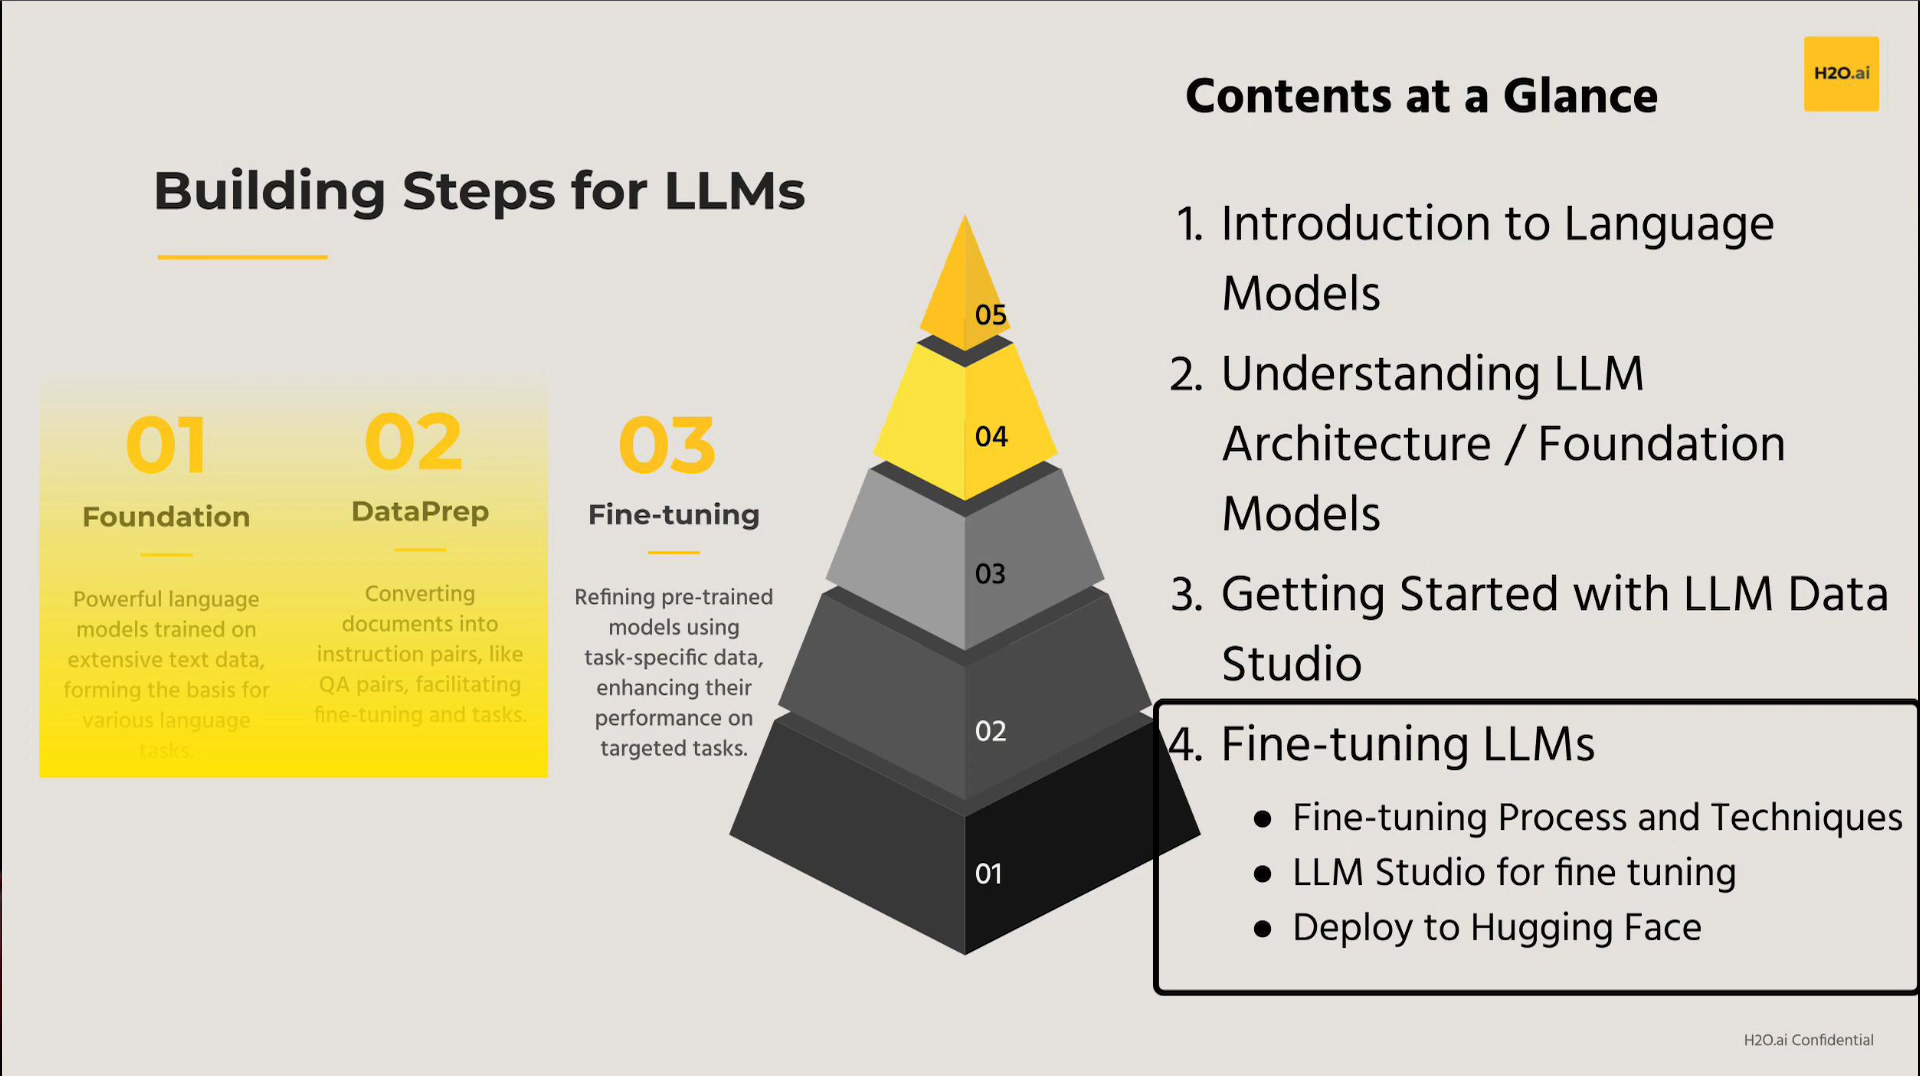 Building Steps for LLMs
01
Foundation
Powerful language
models trained on
extensive text data,
forming the basis for
various language
tasks.
02
DataPrep
Converting
documents into
instruction pairs, like
QA pairs, facilitating
fine-tuning and tasks.
03
Fine-tuning
Refining pre-trained
models using
task-specific data,
enhancing their
performance on
targeted tasks.
05
04
03
02
01
Contents at a Glance
H2O.ai
1. Introduction to Language
Models
2. Understanding LLM
Architecture / Foundation
Models
3. Getting Started with LLM Data
Studio
4. Fine-tuning LLMs
● Fine-tuning Process and Techniques
● LLM Studio for fine tuning
● Deploy to Hugging Face
H2O.ai Confidential